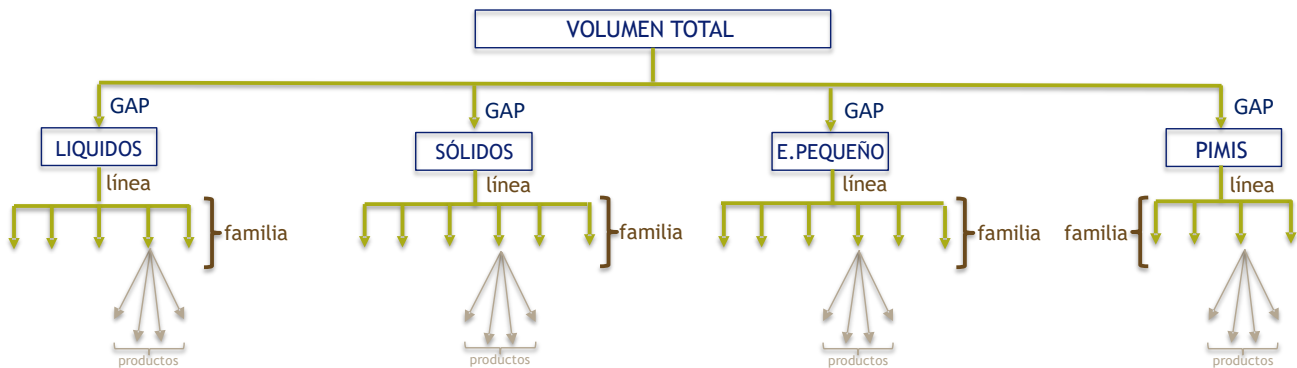 VOLUMEN TOTAL
GAP GAP GAP GAP
LIQUIDOS SÓLIDOS E.PEQUEÑO PIMIS
línea línea línea línea
familia familia familia familia
productos productos productos productos